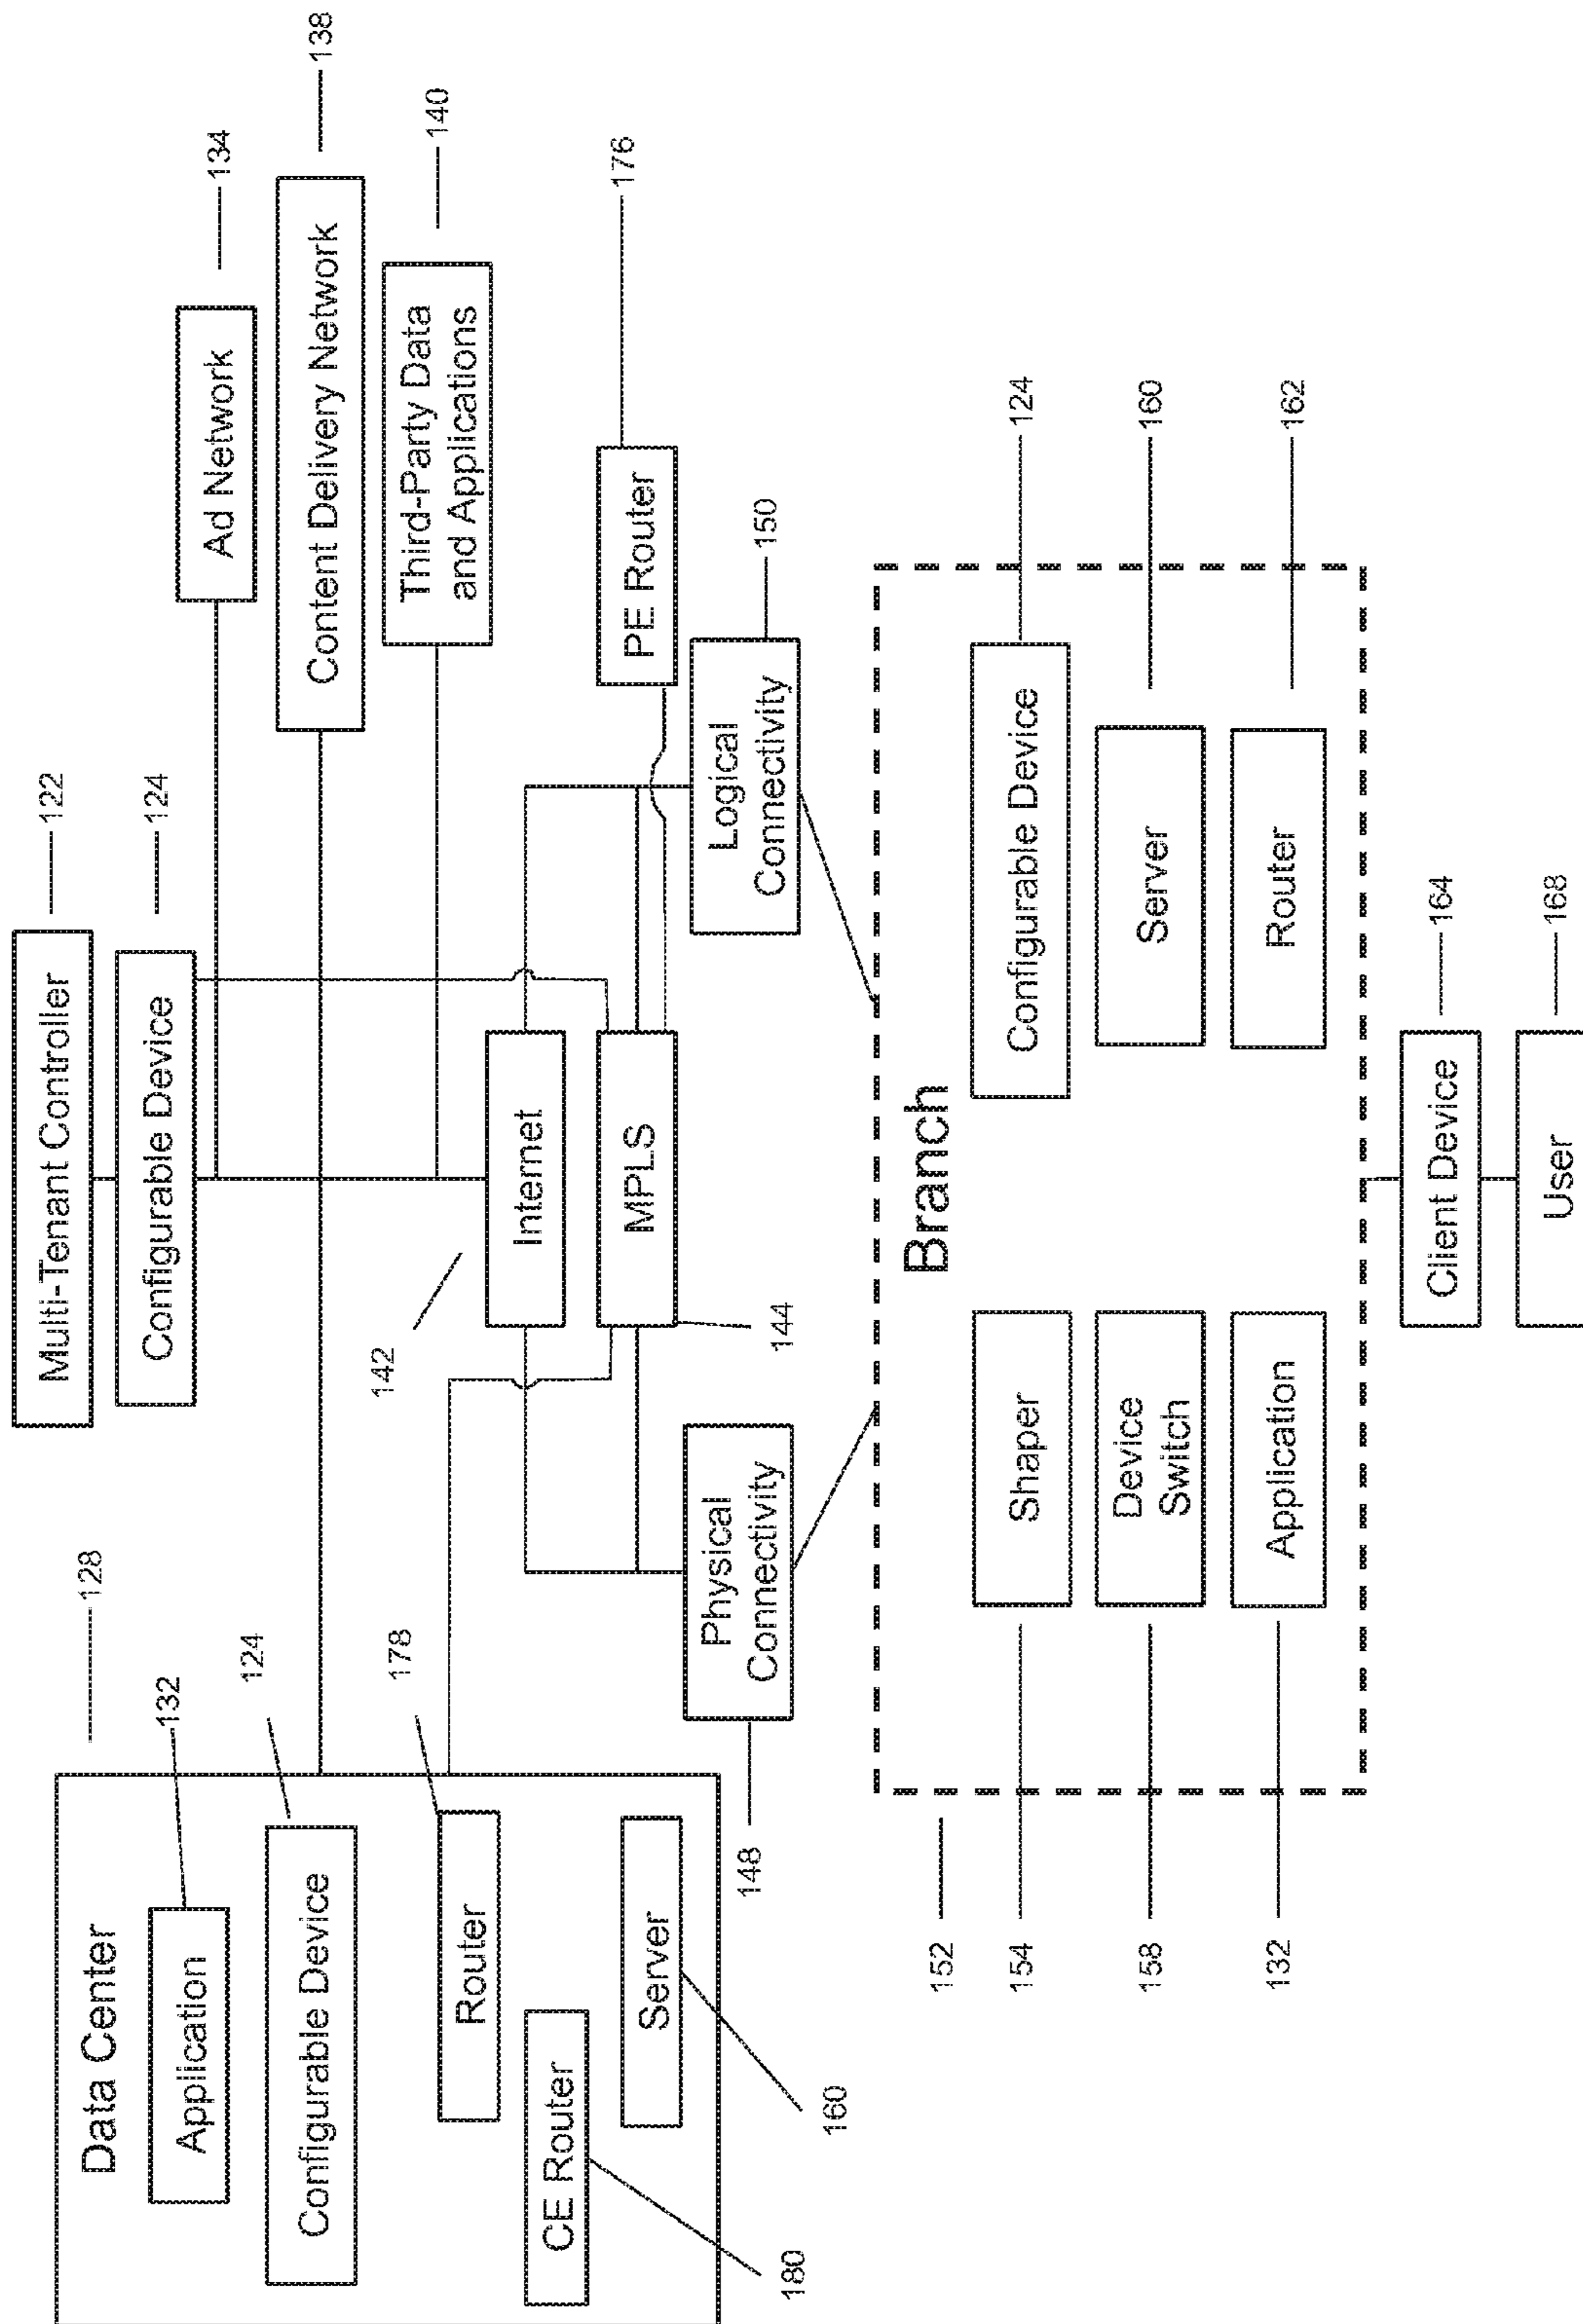 Multi-Tenant Controller
122
Configurable Device
124
Data Center
128
Application
132
Configurable Device
124
Router
178
CE Router
180
Server
160
Ad Network
134
Content Delivery Network
138
Third-Party Data
and Applications
140
Internet
142
MPLS
144
PE Router
176
Physical
Connectivity
148
Logical
Connectivity
150
Branch
152
Shaper
154
Configurable Device
124
Device
Switch
158
Server
160
Application
132
Router
162
Client Device
164
User
168